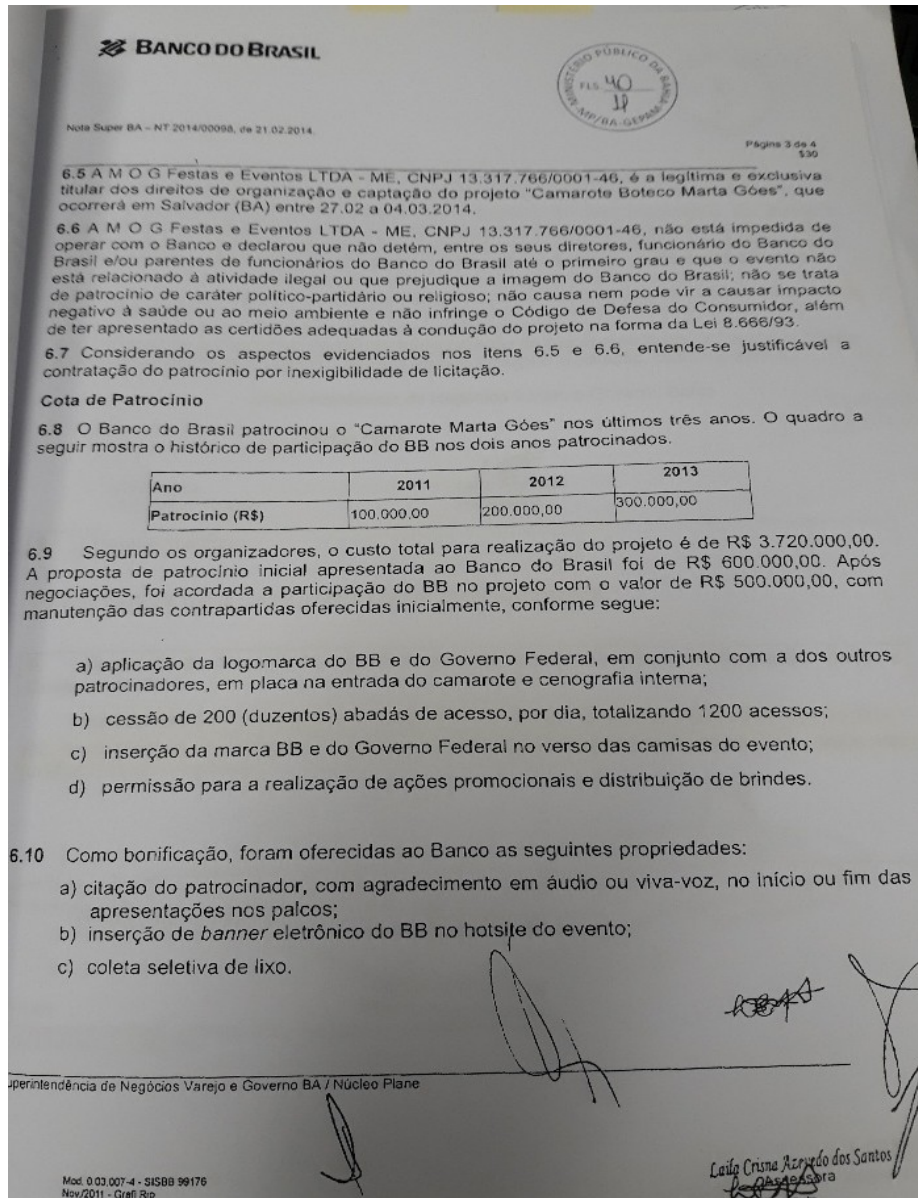 BANCO DO BRASIL
MINISTÉRIO PÚBLICO DA BAHIA
FLS. 40
MP/BA-GEPAM
Nota Super BA – NT 2014/00098, de 21.02.2014.
Página 3 de 4
$30
6.5 A M O G Festas e Eventos LTDA - ME, CNPJ 13.317.766/0001-46, é a legítima e exclusiva
titular dos direitos de organização e captação do projeto "Camarote Boteco Marta Góes", que
ocorrerá em Salvador (BA) entre 27.02 a 04.03.2014.
6.6 A M O G Festas e Eventos LTDA - ME, CNPJ 13.317.766/0001-46, não está impedida de
operar com o Banco e declarou que não detém, entre os seus diretores, funcionário do Banco do
Brasil e/ou parentes de funcionários do Banco do Brasil até o primeiro grau e que o evento não
está relacionado à atividade ilegal ou que prejudique a imagem do Banco do Brasil; não se trata
de patrocínio de caráter político-partidário ou religioso; não causa nem pode vir a causar impacto
negativo à saúde ou ao meio ambiente e não infringe o Código de Defesa do Consumidor, além
de ter apresentado as certidões adequadas à condução do projeto na forma da Lei 8.666/93.
6.7 Considerando os aspectos evidenciados nos itens 6.5 e 6.6, entende-se justificável a
contratação do patrocínio por inexigibilidade de licitação.
Cota de Patrocínio
6.8 O Banco do Brasil patrocinou o "Camarote Marta Góes" nos últimos três anos. O quadro a
seguir mostra o histórico de participação do BB nos dois anos patrocinados.
Ano 2011 2012 2013
Patrocínio (R$) 100.000,00 200.000,00 300.000,00
6.9 Segundo os organizadores, o custo total para realização do projeto é de R$ 3.720.000,00.
A proposta de patrocínio inicial apresentada ao Banco do Brasil foi de R$ 600.000,00. Após
negociações, foi acordada a participação do BB no projeto com o valor de R$ 500.000,00, com
manutenção das contrapartidas oferecidas inicialmente, conforme segue:
a) aplicação da logomarca do BB e do Governo Federal, em conjunto com a dos outros
patrocinadores, em placa na entrada do camarote e cenografia interna;
b) cessão de 200 (duzentos) abadás de acesso, por dia, totalizando 1200 acessos;
c) inserção da marca BB e do Governo Federal no verso das camisas do evento;
d) permissão para a realização de ações promocionais e distribuição de brindes.
6.10 Como bonificação, foram oferecidas ao Banco as seguintes propriedades:
a) citação do patrocinador, com agradecimento em áudio ou viva-voz, no início ou fim das
apresentações nos palcos;
b) inserção de banner eletrônico do BB no hotsite do evento;
c) coleta seletiva de lixo.
uperintendência de Negócios Varejo e Governo BA / Núcleo Plane
Mod. 0.03.007-4 - SISBB 99176
Nov/2011 - Grafi Rio
Laila Crisna Azevedo dos Santos
Assessora